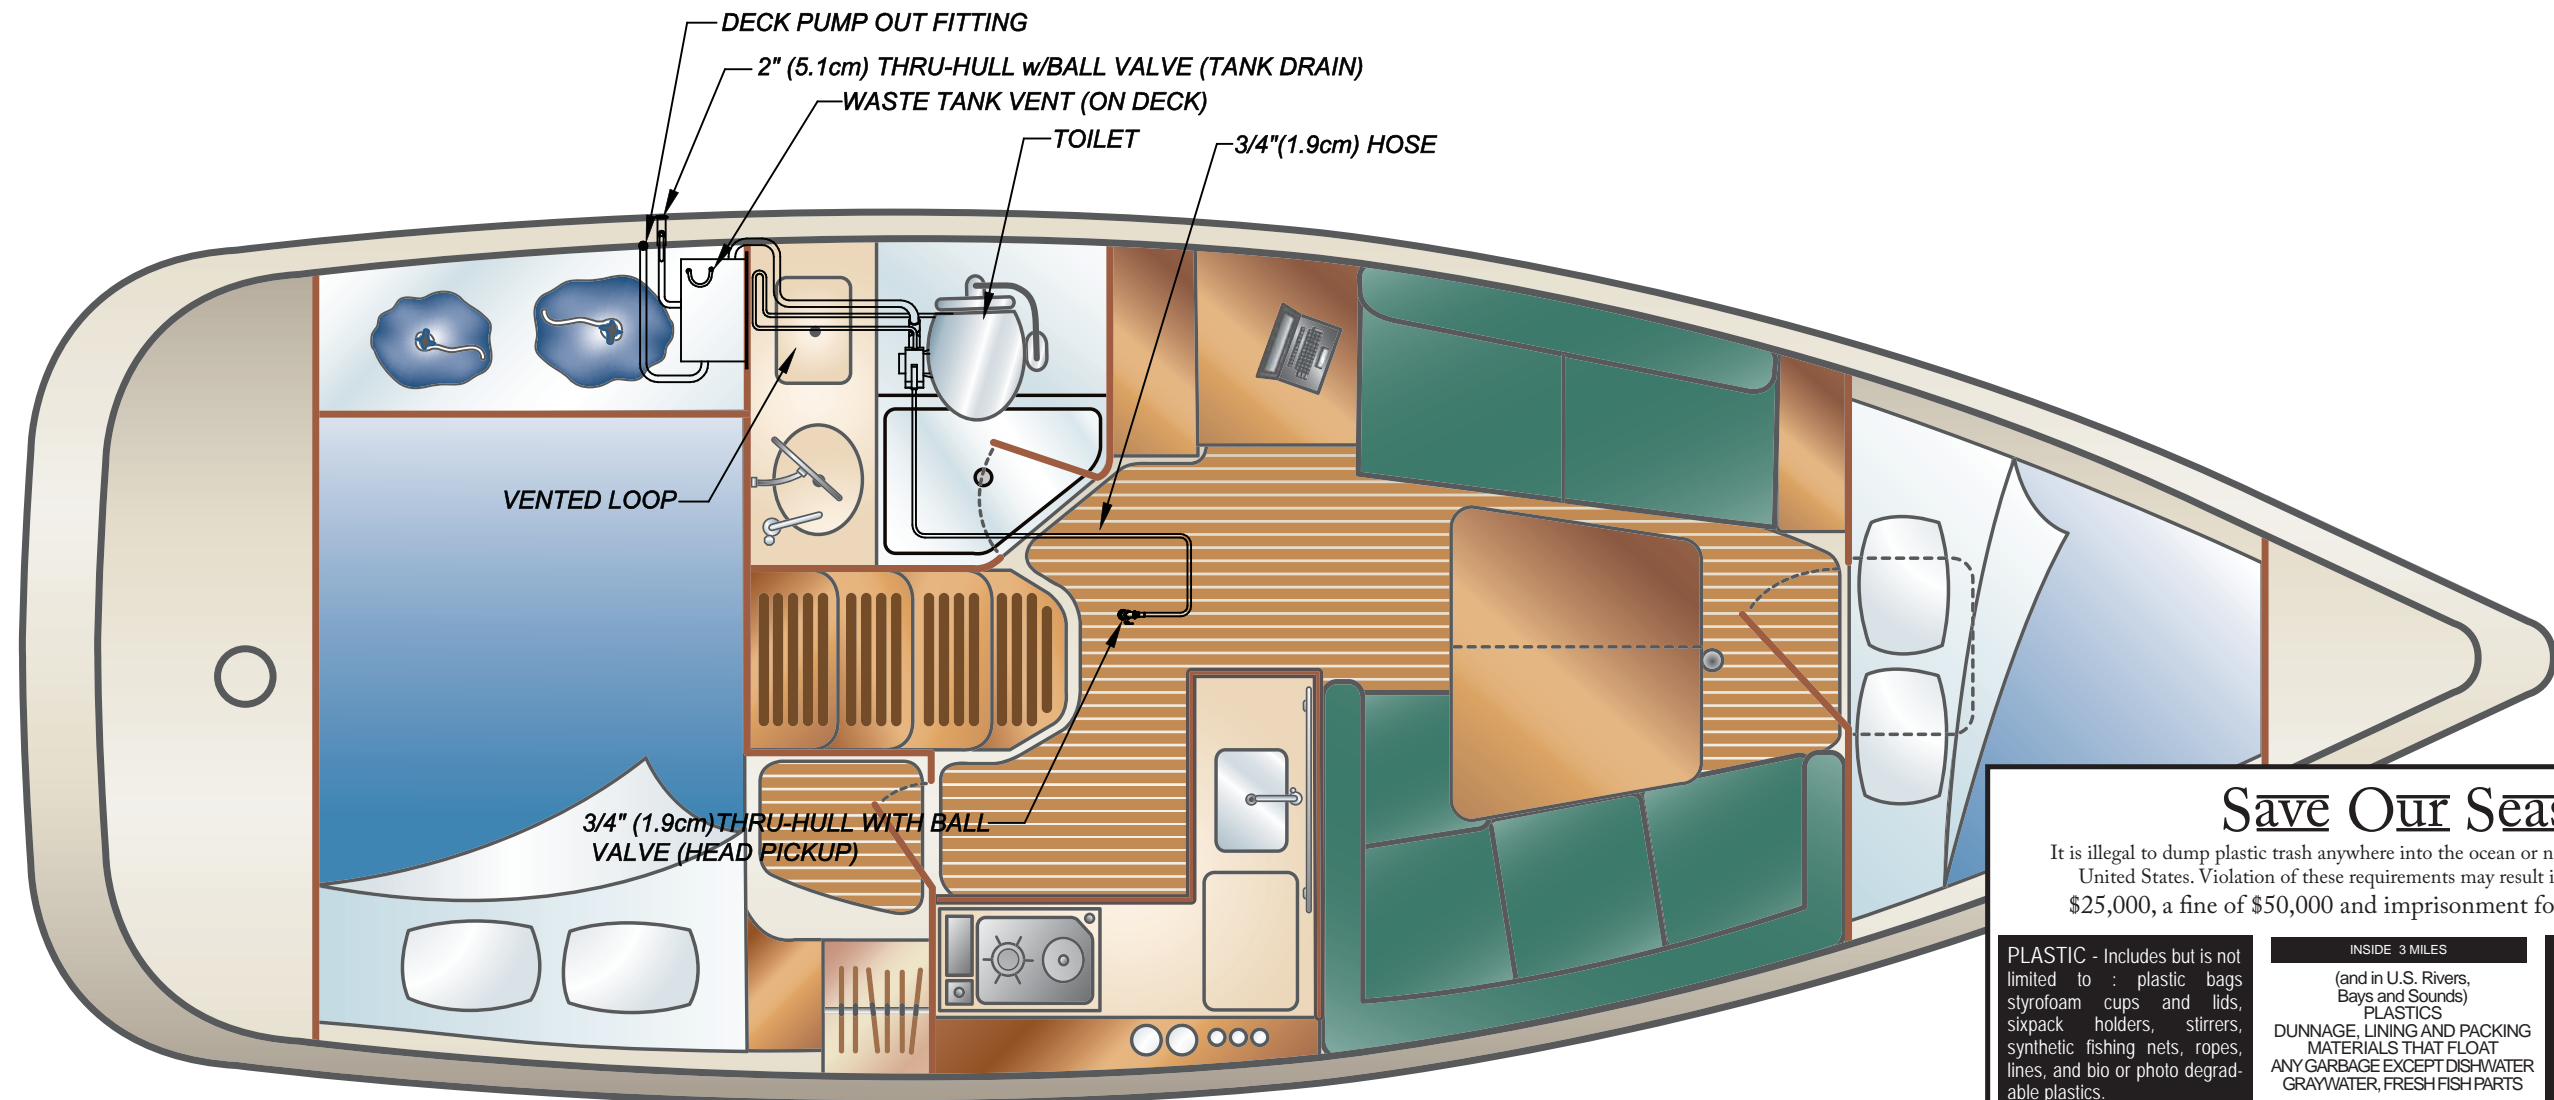 DECK PUMP OUT FITTING
2" (5.1cm) THRU-HULL w/BALL VALVE (TANK DRAIN)
WASTE TANK VENT (ON DECK)
TOILET
3/4"(1.9cm) HOSE
VENTED LOOP
3/4" (1.9cm)THRU-HULL WITH BALL
VALVE (HEAD PICKUP)
Save Our Seas
It is illegal to dump plastic trash anywhere into the ocean or n
United States. Violation of these requirements may result i
$25,000, a fine of $50,000 and imprisonment fo
PLASTIC - Includes but is not
limited to : plastic bags
styrofoam cups and lids,
sixpack holders, stirrers,
synthetic fishing nets, ropes,
lines, and bio or photo degrad-
able plastics.
INSIDE 3 MILES
(and in U.S. Rivers,
Bays and Sounds)
PLASTICS
DUNNAGE, LINING AND PACKING
MATERIALS THAT FLOAT
ANY GARBAGE EXCEPT DISHWATER
GRAYWATER, FRESH FISH PARTS